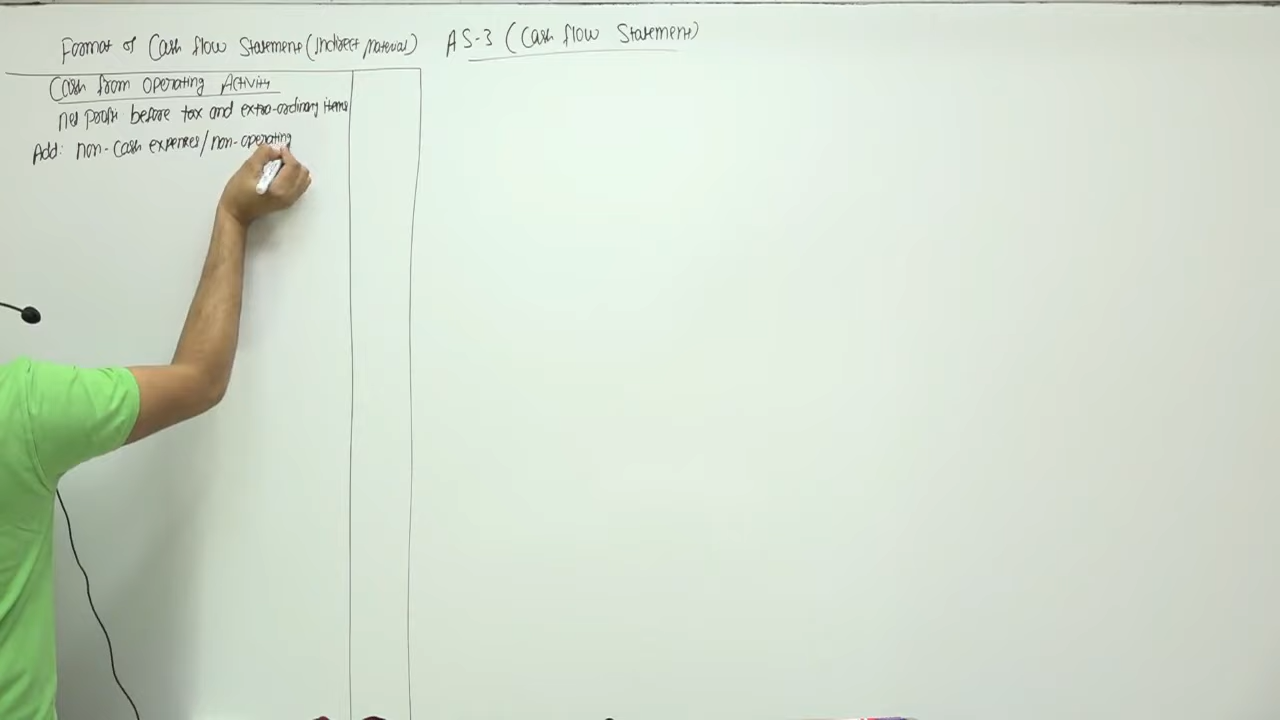 Format of Cash flow Statement (Indirect Material)
AS-3 (Cash flow Statement)
Cash from Operating Activity
net profit before tax and extra-ordinary items
Add: non-cash expenses/non-operating